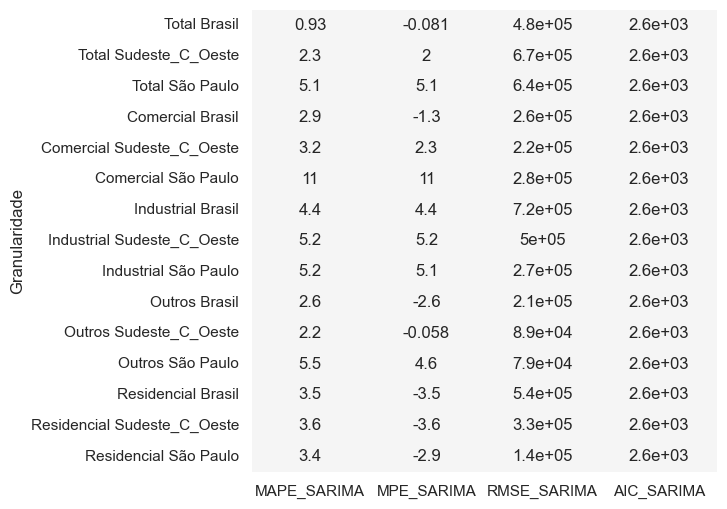 Granularidade
Total Brasil 0.93 -0.081 4.8e+05 2.6e+03
Total Sudeste_C_Oeste 2.3 2 6.7e+05 2.6e+03
Total São Paulo 5.1 5.1 6.4e+05 2.6e+03
Comercial Brasil 2.9 -1.3 2.6e+05 2.6e+03
Comercial Sudeste_C_Oeste 3.2 2.3 2.2e+05 2.6e+03
Comercial São Paulo 11 11 2.8e+05 2.6e+03
Industrial Brasil 4.4 4.4 7.2e+05 2.6e+03
Industrial Sudeste_C_Oeste 5.2 5.2 5e+05 2.6e+03
Industrial São Paulo 5.2 5.1 2.7e+05 2.6e+03
Outros Brasil 2.6 -2.6 2.1e+05 2.6e+03
Outros Sudeste_C_Oeste 2.2 -0.058 8.9e+04 2.6e+03
Outros São Paulo 5.5 4.6 7.9e+04 2.6e+03
Residencial Brasil 3.5 -3.5 5.4e+05 2.6e+03
Residencial Sudeste_C_Oeste 3.6 -3.6 3.3e+05 2.6e+03
Residencial São Paulo 3.4 -2.9 1.4e+05 2.6e+03
MAPE_SARIMA MPE_SARIMA RMSE_SARIMA AIC_SARIMA